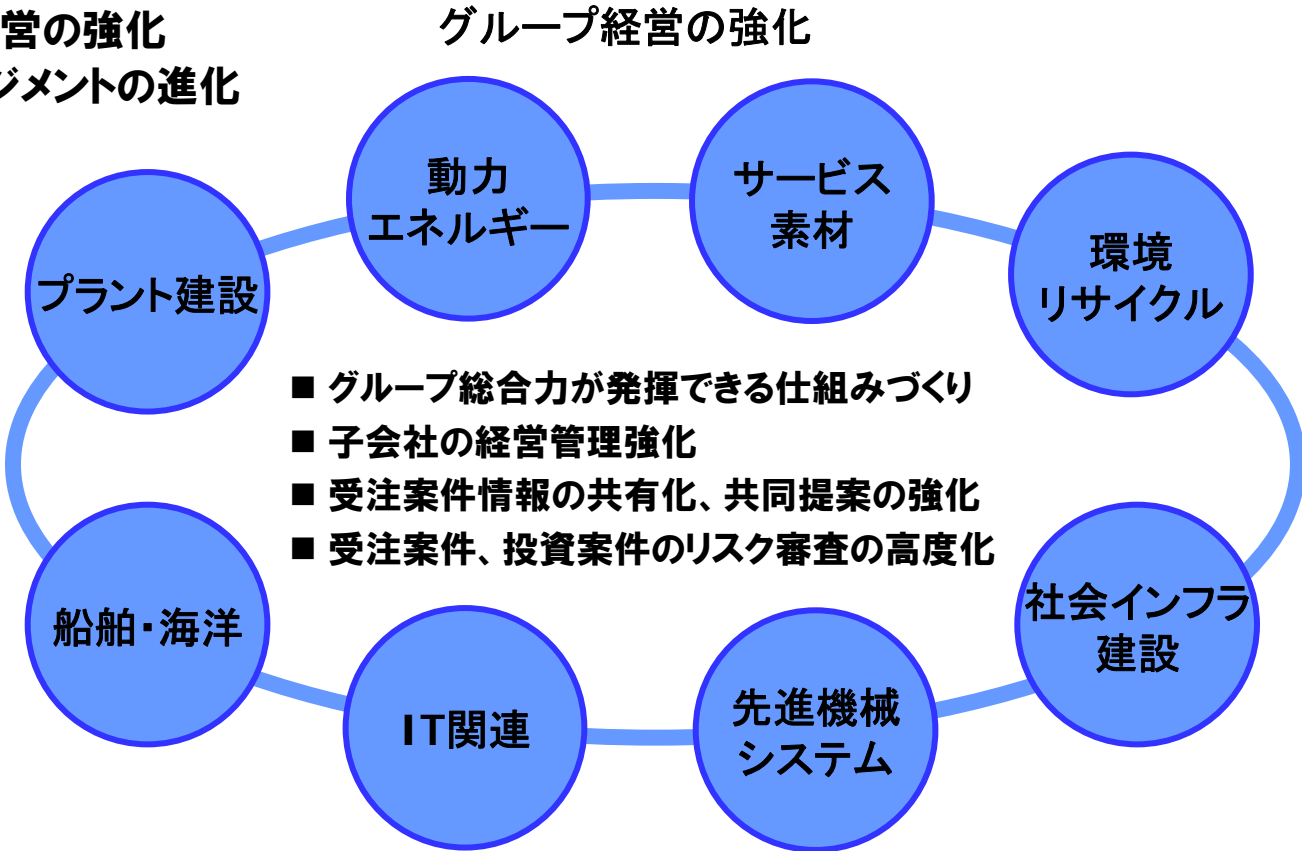 営の強化
ジメントの進化
グループ経営の強化
動力
エネルギー
サービス
素材
環境
リサイクル
プラント建設
■ グループ総合力が発揮できる仕組みづくり
■ 子会社の経営管理強化
■ 受注案件情報の共有化、共同提案の強化
■ 受注案件、投資案件のリスク審査の高度化
船舶・海洋
IT関連
先進機械
システム
社会インフラ
建設